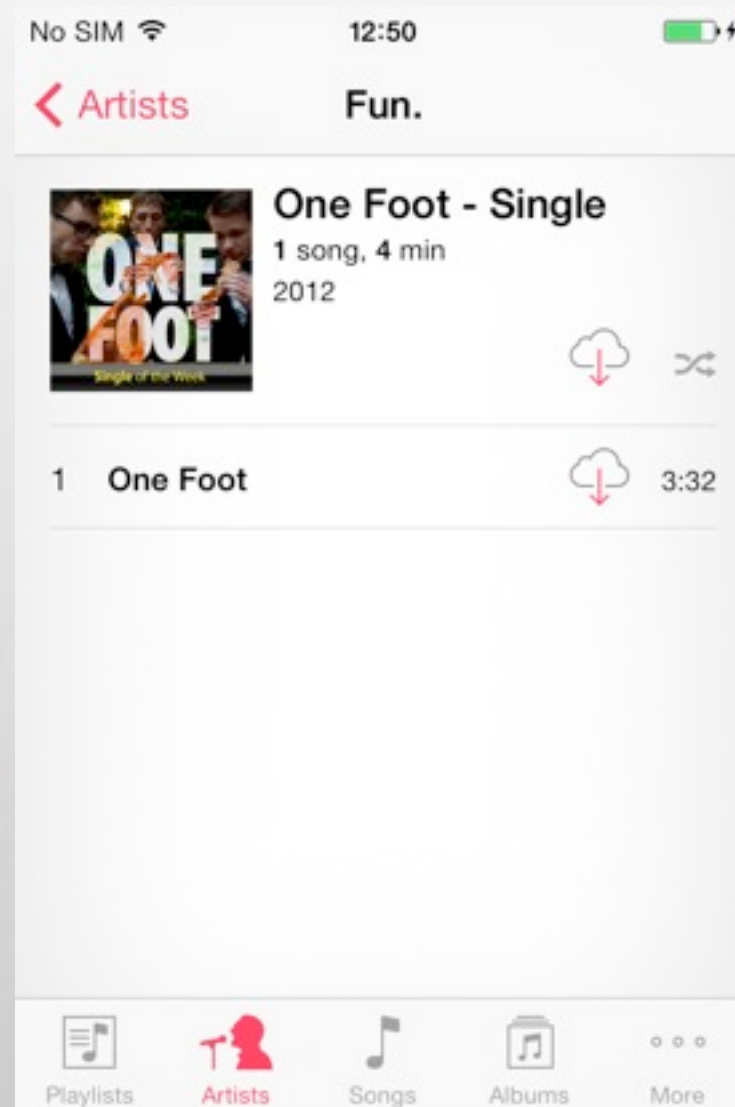 No SIM 12:50
Artists Fun.
One Foot - Single
1 song, 4 min
2012
ONE
FOOT
Single of the Week
1 One Foot 3:32
Playlists Artists Songs Albums More